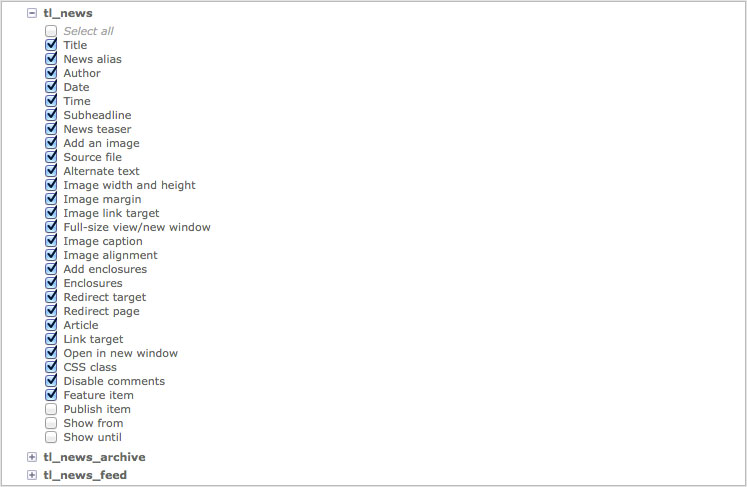 tl_news
Select all
Title
News alias
Author
Date
Time
Subheadline
News teaser
Add an image
Source file
Alternate text
Image width and height
Image margin
Image link target
Full-size view/new window
Image caption
Image alignment
Add enclosures
Enclosures
Redirect target
Redirect page
Article
Link target
Open in new window
CSS class
Disable comments
Feature item
Publish item
Show from
Show until
tl_news_archive
tl_news_feed